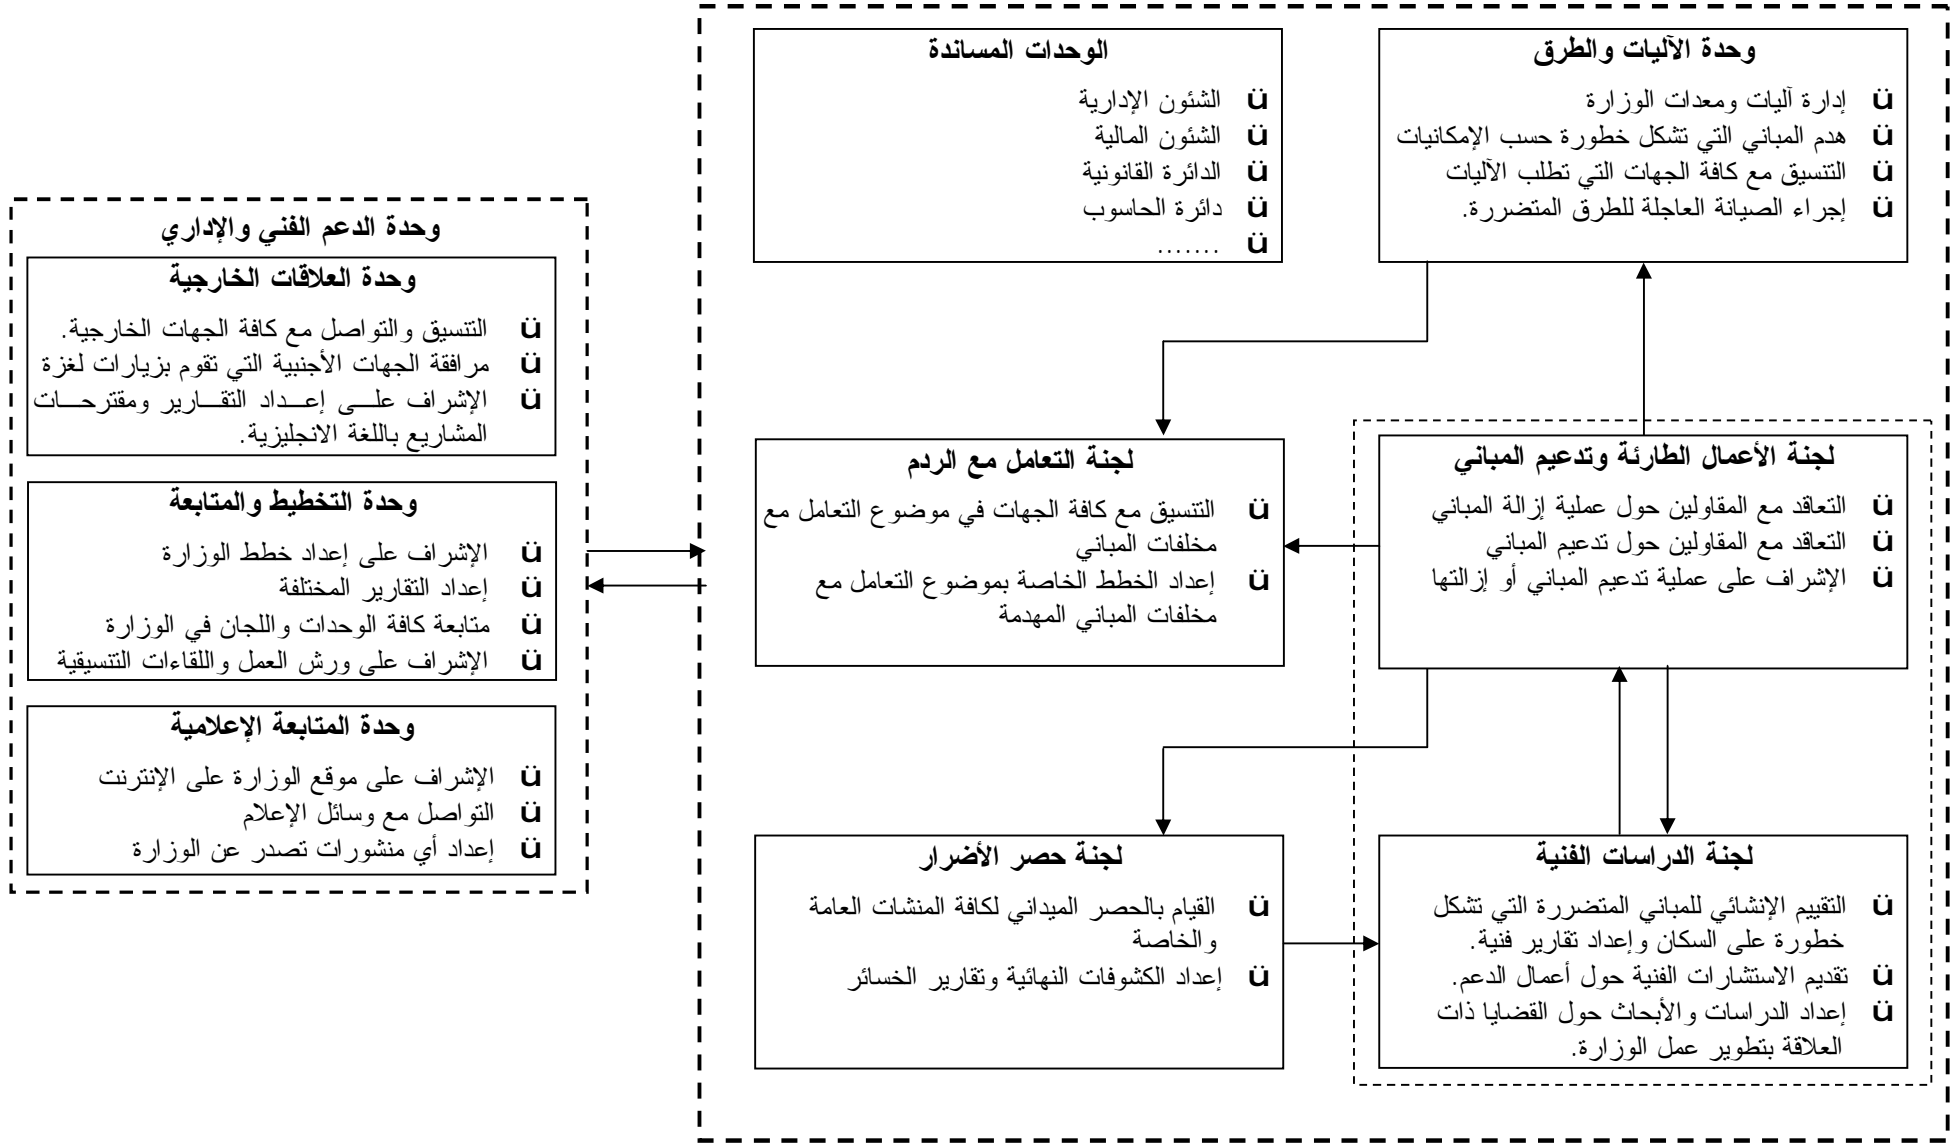 وحدة الآليات والطرق
ü إدارة آليات ومعدات الوزارة
ü هدم المباني التي تشكل خطورة حسب الإمكانيات
ü التنسيق مع كافة الجهات التي تطلب الآليات
ü إجراء الصيانة العاجلة للطرق المتضررة.
الوحدات المساندة
ü الشئون الإدارية
ü الشئون المالية
ü الدائرة القانونية
ü دائرة الحاسوب
ü .......
لجنة الأعمال الطارئة وتدعيم المباني
ü التعاقد مع المقاولين حول عملية إزالة المباني
ü التعاقد مع المقاولين حول تدعيم المباني
ü الإشراف على عملية تدعيم المباني أو إزالتها
لجنة التعامل مع الردم
ü التنسيق مع كافة الجهات في موضوع التعامل مع
مخلفات المباني
ü إعداد الخطط الخاصة بموضوع التعامل مع
مخلفات المباني المهدمة
لجنة الدراسات الفنية
ü التقييم الإنشائي للمباني المتضررة التي تشكل
خطورة على السكان وإعداد تقارير فنية.
ü تقديم الاستشارات الفنية حول أعمال الدعم.
ü إعداد الدراسات والأبحاث حول القضايا ذات
العلاقة بتطوير عمل الوزارة.
لجنة حصر الأضرار
ü القيام بالحصر الميداني لكافة المنشات العامة
والخاصة
ü إعداد الكشوفات النهائية وتقارير الخسائر
وحدة الدعم الفني والإداري
وحدة العلاقات الخارجية
ü التنسيق والتواصل مع كافة الجهات الخارجية.
ü مرافقة الجهات الأجنبية التي تقوم بزيارات لغزة
ü الإشراف علـى إعـداد التقـارير ومقترحـات
المشاريع باللغة الانجليزية.
وحدة التخطيط والمتابعة
ü الإشراف على إعداد خطط الوزارة
ü إعداد التقارير المختلفة
ü متابعة كافة الوحدات واللجان في الوزارة
ü الإشراف على ورش العمل واللقاءات التنسيقية
وحدة المتابعة الإعلامية
ü الإشراف على موقع الوزارة على الإنترنت
ü التواصل مع وسائل الإعلام
ü إعداد أي منشورات تصدر عن الوزارة